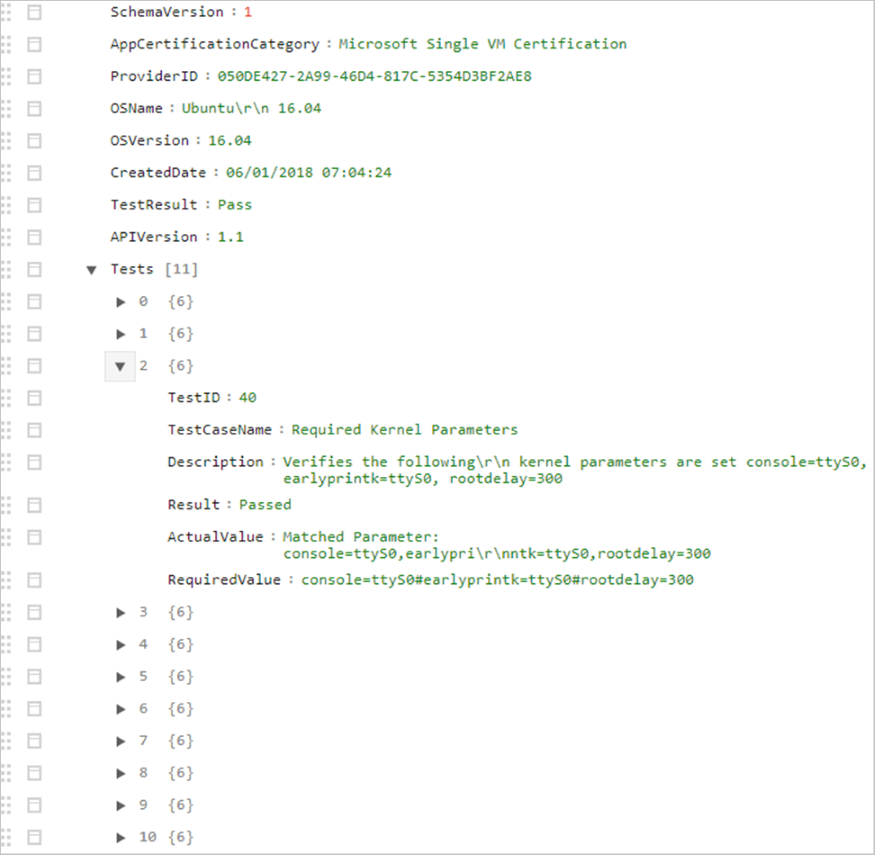 SchemaVersion : 1
AppCertificationCategory : Microsoft Single VM Certification
ProviderID : 050DE427-2A99-46D4-817C-5354D3BF2AE8
OSName : Ubuntu\r\n 16.04
OSVersion : 16.04
CreatedDate : 06/01/2018 07:04:24
TestResult : Pass
APIVersion : 1.1
Tests [11]
0 {6}
1 {6}
2 {6}
TestID : 40
TestCaseName : Required Kernel Parameters
Description : Verifies the following\r\n kernel parameters are set console=ttyS0,
earlyprintk=ttyS0, rootdelay=300
Result : Passed
ActualValue : Matched Parameter:
console=ttyS0,earlypri\r\nntk=ttyS0,rootdelay=300
RequiredValue : console=ttyS0#earlyprintk=ttyS0#rootdelay=300
3 {6}
4 {6}
5 {6}
6 {6}
7 {6}
8 {6}
9 {6}
10 {6}